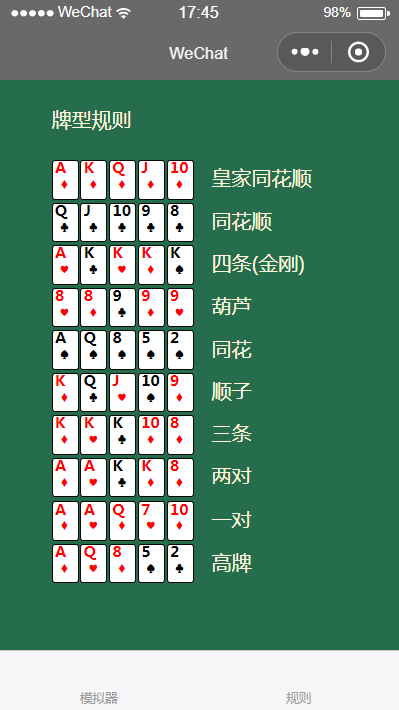 WeChat 17:45 98%
WeChat
牌型规则
A K Q J 10 皇家同花顺
Q J 10 9 8 同花顺
A K K K K 四条(金刚)
8 8 9 9 9 葫芦
A Q 8 5 2 同花
K Q J 10 9 顺子
K K K 10 8 三条
A A K K 8 两对
A A Q 7 10 一对
A Q 8 5 2 高牌
模拟器 规则